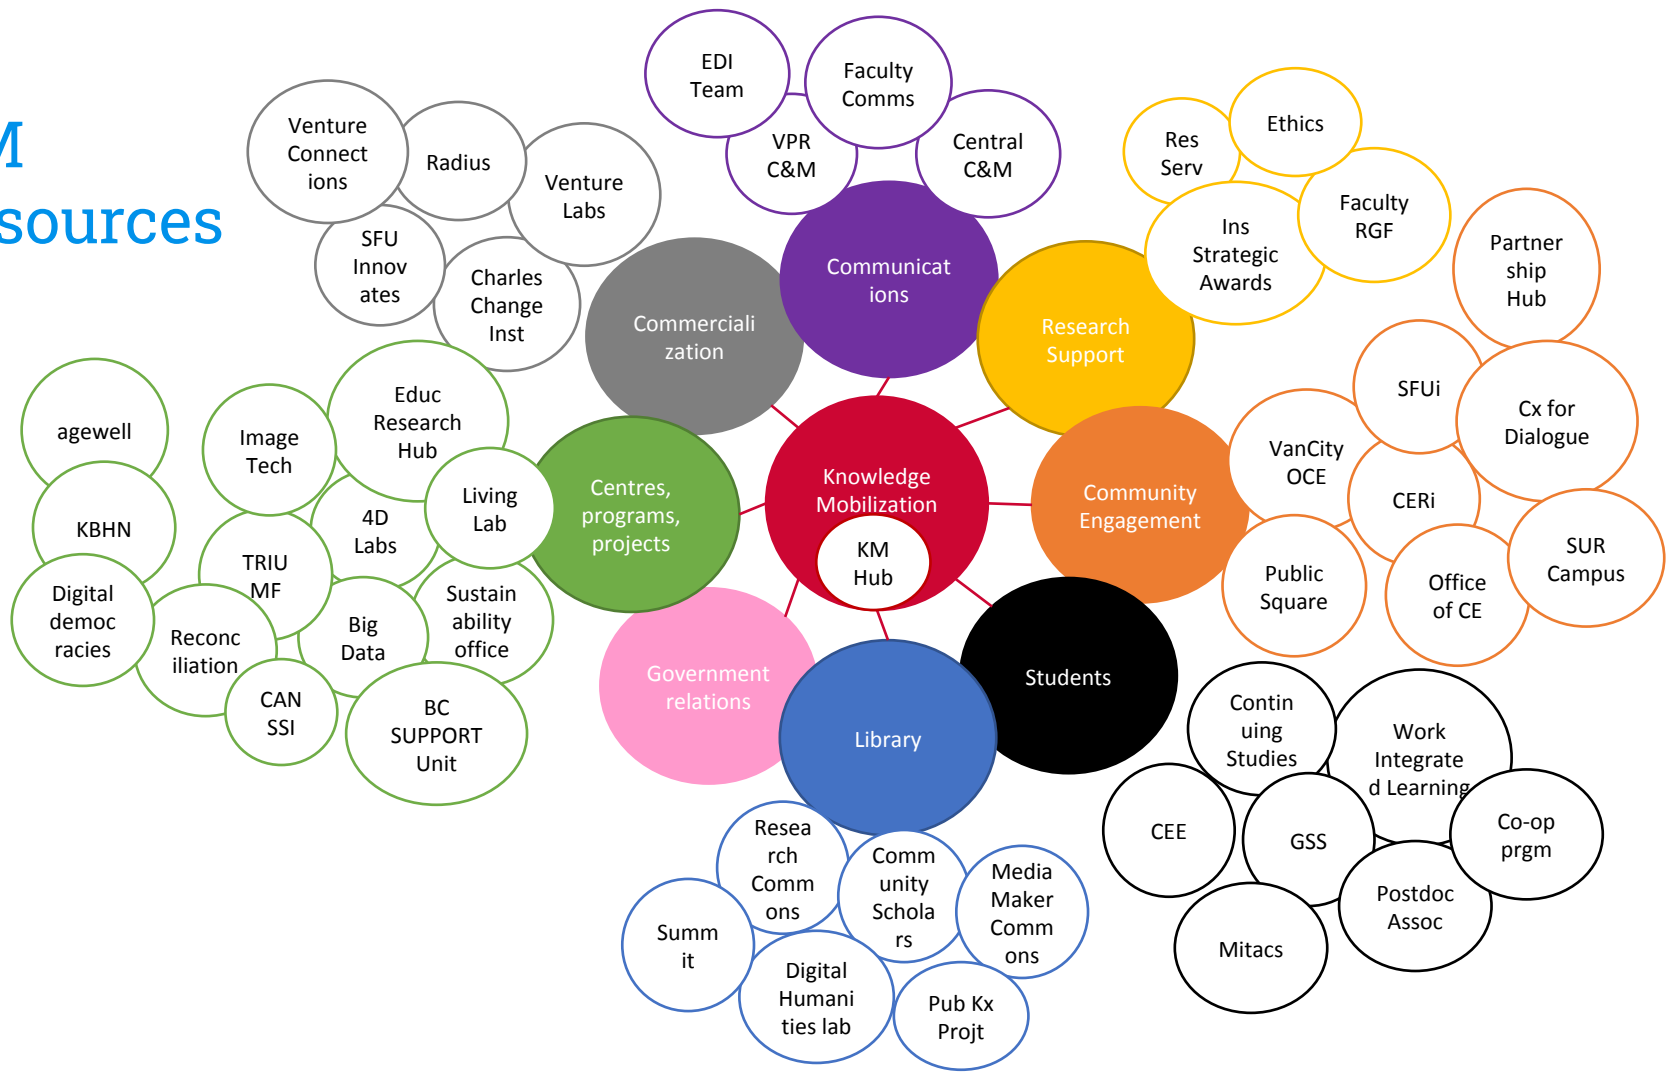 M
sources
EDI
Team
Faculty
Comms
VPR
C&M
Central
C&M
Venture
Connect
ions
Radius
Venture
Labs
SFU
Innov
ates
Charles
Change
Inst
Res
Serv
Ethics
Ins
Strategic
Awards
Faculty
RGF
Partner
ship
Hub
Communicat
ions
Commerciali
zation
Research
Support
SFUi
Cx for
Dialogue
VanCity
OCE
CERi
SUR
Campus
Public
Square
Office
of CE
Community
Engagement
Knowledge
Mobilization
KM
Hub
Centres,
programs,
projects
agewell
Image
Tech
Educ
Research
Hub
Living
Lab
KBHN
4D
Labs
TRIU
MF
Digital
democ
racies
Reconc
iliation
Big
Data
Sustain
ability
office
CAN
SSI
BC
SUPPORT
Unit
Government
relations
Library
Students
Contin
uing
Studies
Work
Integrate
d Learning
CEE
GSS
Co-op
prgm
Postdoc
Assoc
Mitacs
Resea
rch
Comm
ons
Comm
unity
Schola
rs
Media
Maker
Comm
ons
Summ
it
Digital
Humani
ties lab
Pub Kx
Projt